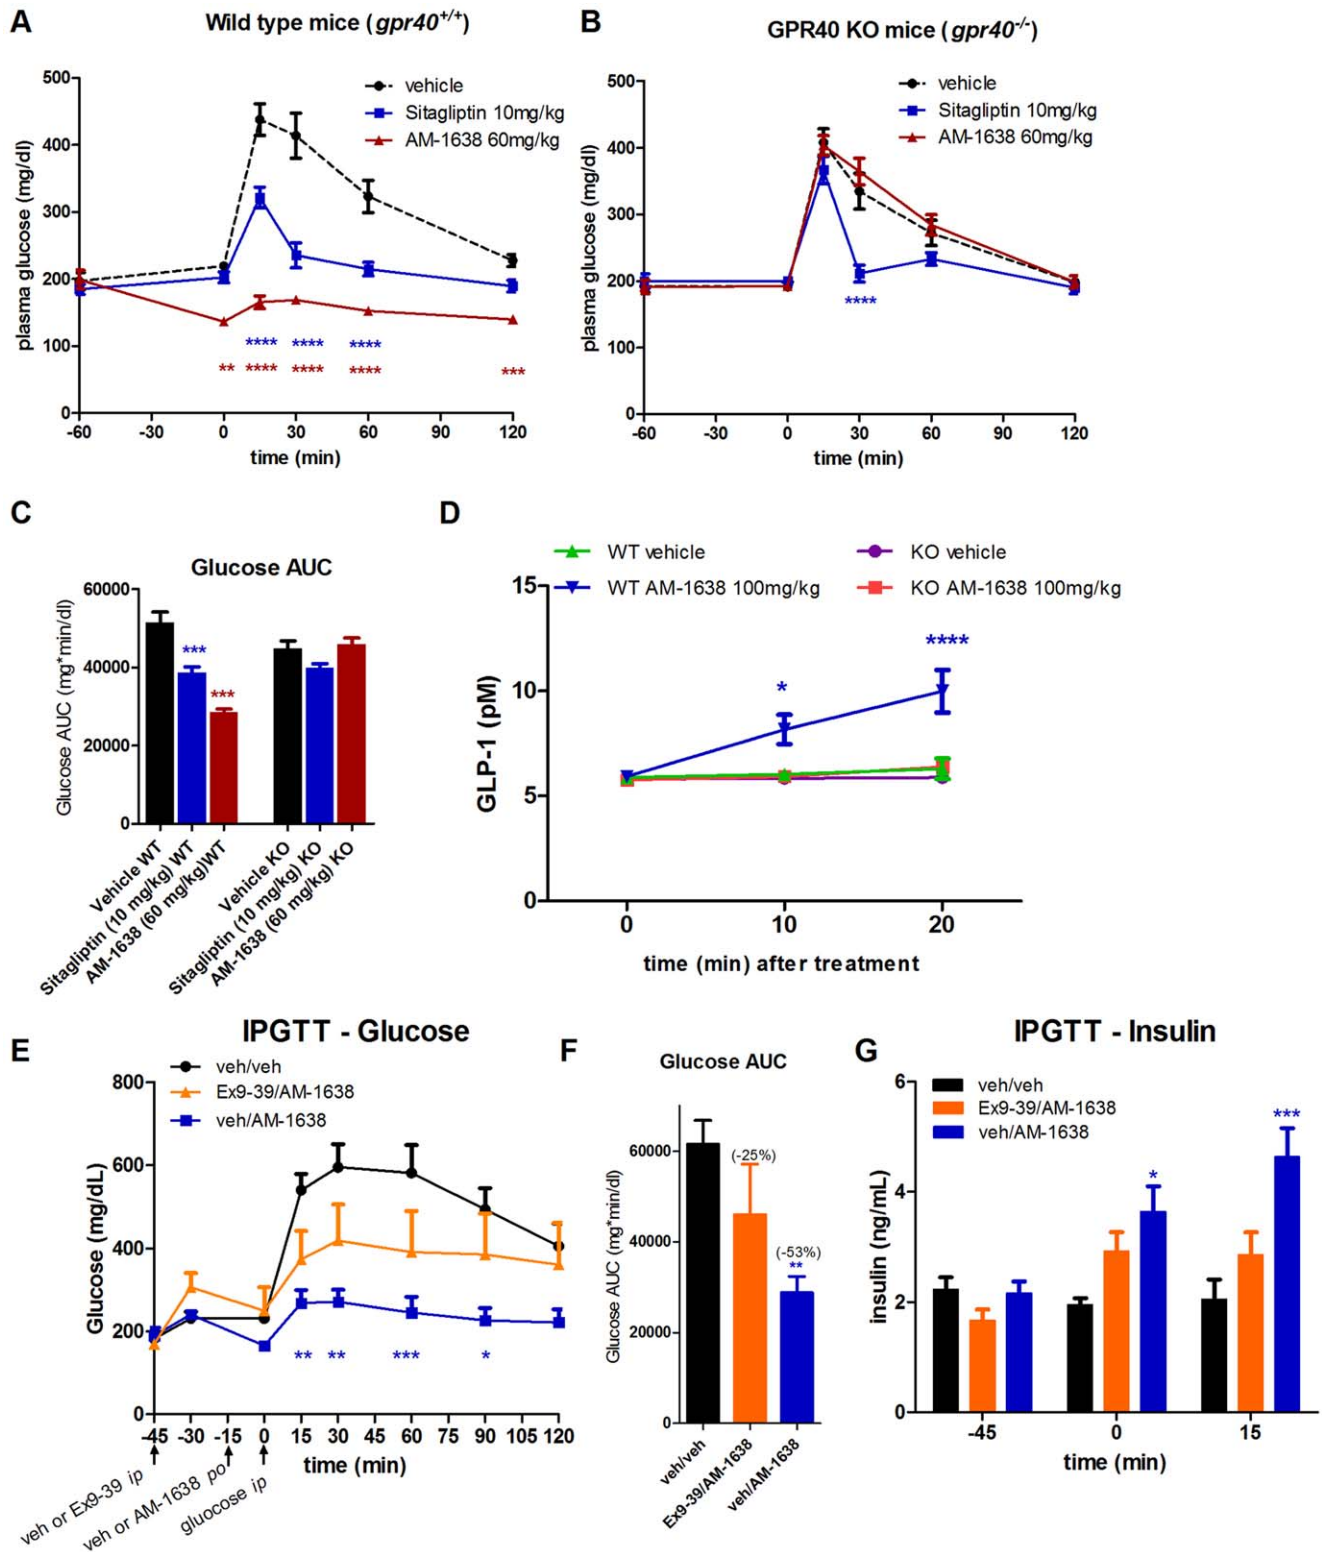 A
Wild type mice (gpr40+/+)
vehicle
Sitagliptin 10mg/kg
AM-1638 60mg/kg
plasma glucose (mg/dl)
500
400
300
200
100
0
**** **** ****
** **** **** **** ***
-60 -30 0 30 60 90 120
time (min)
B
GPR40 KO mice (gpr40-/-)
vehicle
Sitagliptin 10mg/kg
AM-1638 60mg/kg
plasma glucose (mg/dl)
500
400
300
200
100
0
****
-60 -30 0 30 60 90 120
time (min)
C
Glucose AUC
Glucose AUC (mg*min/dl)
60000
40000
20000
0
***
***
Vehicle WT
Sitagliptin (10 mg/kg) WT
AM-1638 (60 mg/kg)WT
Vehicle KO
Sitagliptin (10 mg/kg) KO
AM-1638 (60 mg/kg) KO
D
WT vehicle
WT AM-1638 100mg/kg
KO vehicle
KO AM-1638 100mg/kg
GLP-1 (pM)
15
10
5
0
*
****
0 10 20
time (min) after treatment
E
IPGTT - Glucose
veh/veh
Ex9-39/AM-1638
veh/AM-1638
Glucose (mg/dL)
800
600
400
200
0
** ** *** *
-45 -30 -15 0 15 30 45 60 75 90 105 120
time (min)
veh or Ex9-39 ip
veh or AM-1638 po
gluocose ip
F
Glucose AUC
Glucose AUC (mg*min/dl)
60000
40000
20000
0
(-25%)
(-53%)
**
veh/veh
Ex9-39/AM-1638
veh/AM-1638
G
IPGTT - Insulin
veh/veh
Ex9-39/AM-1638
veh/AM-1638
insulin (ng/mL)
6
4
2
0
*
***
-45 0 15
time (min)